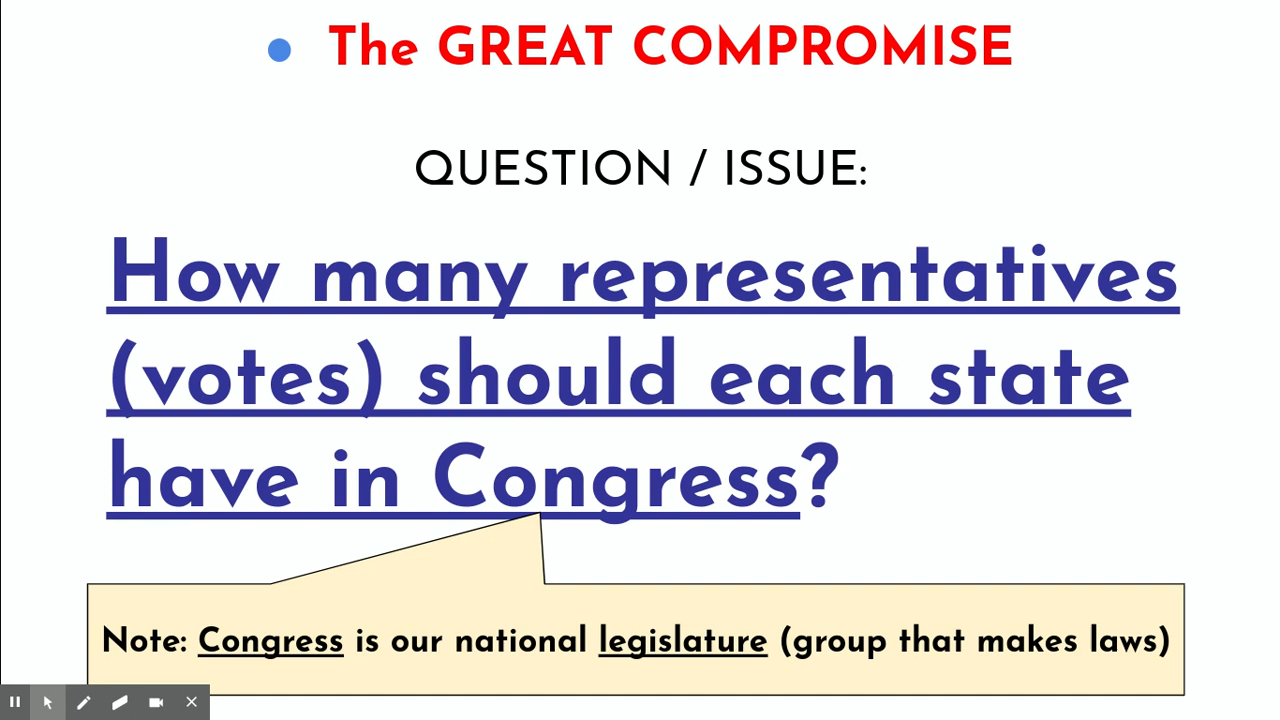 The GREAT COMPROMISE
QUESTION / ISSUE:
How many representatives
(votes) should each state
have in Congress?
Note: Congress is our national legislature (group that makes laws)